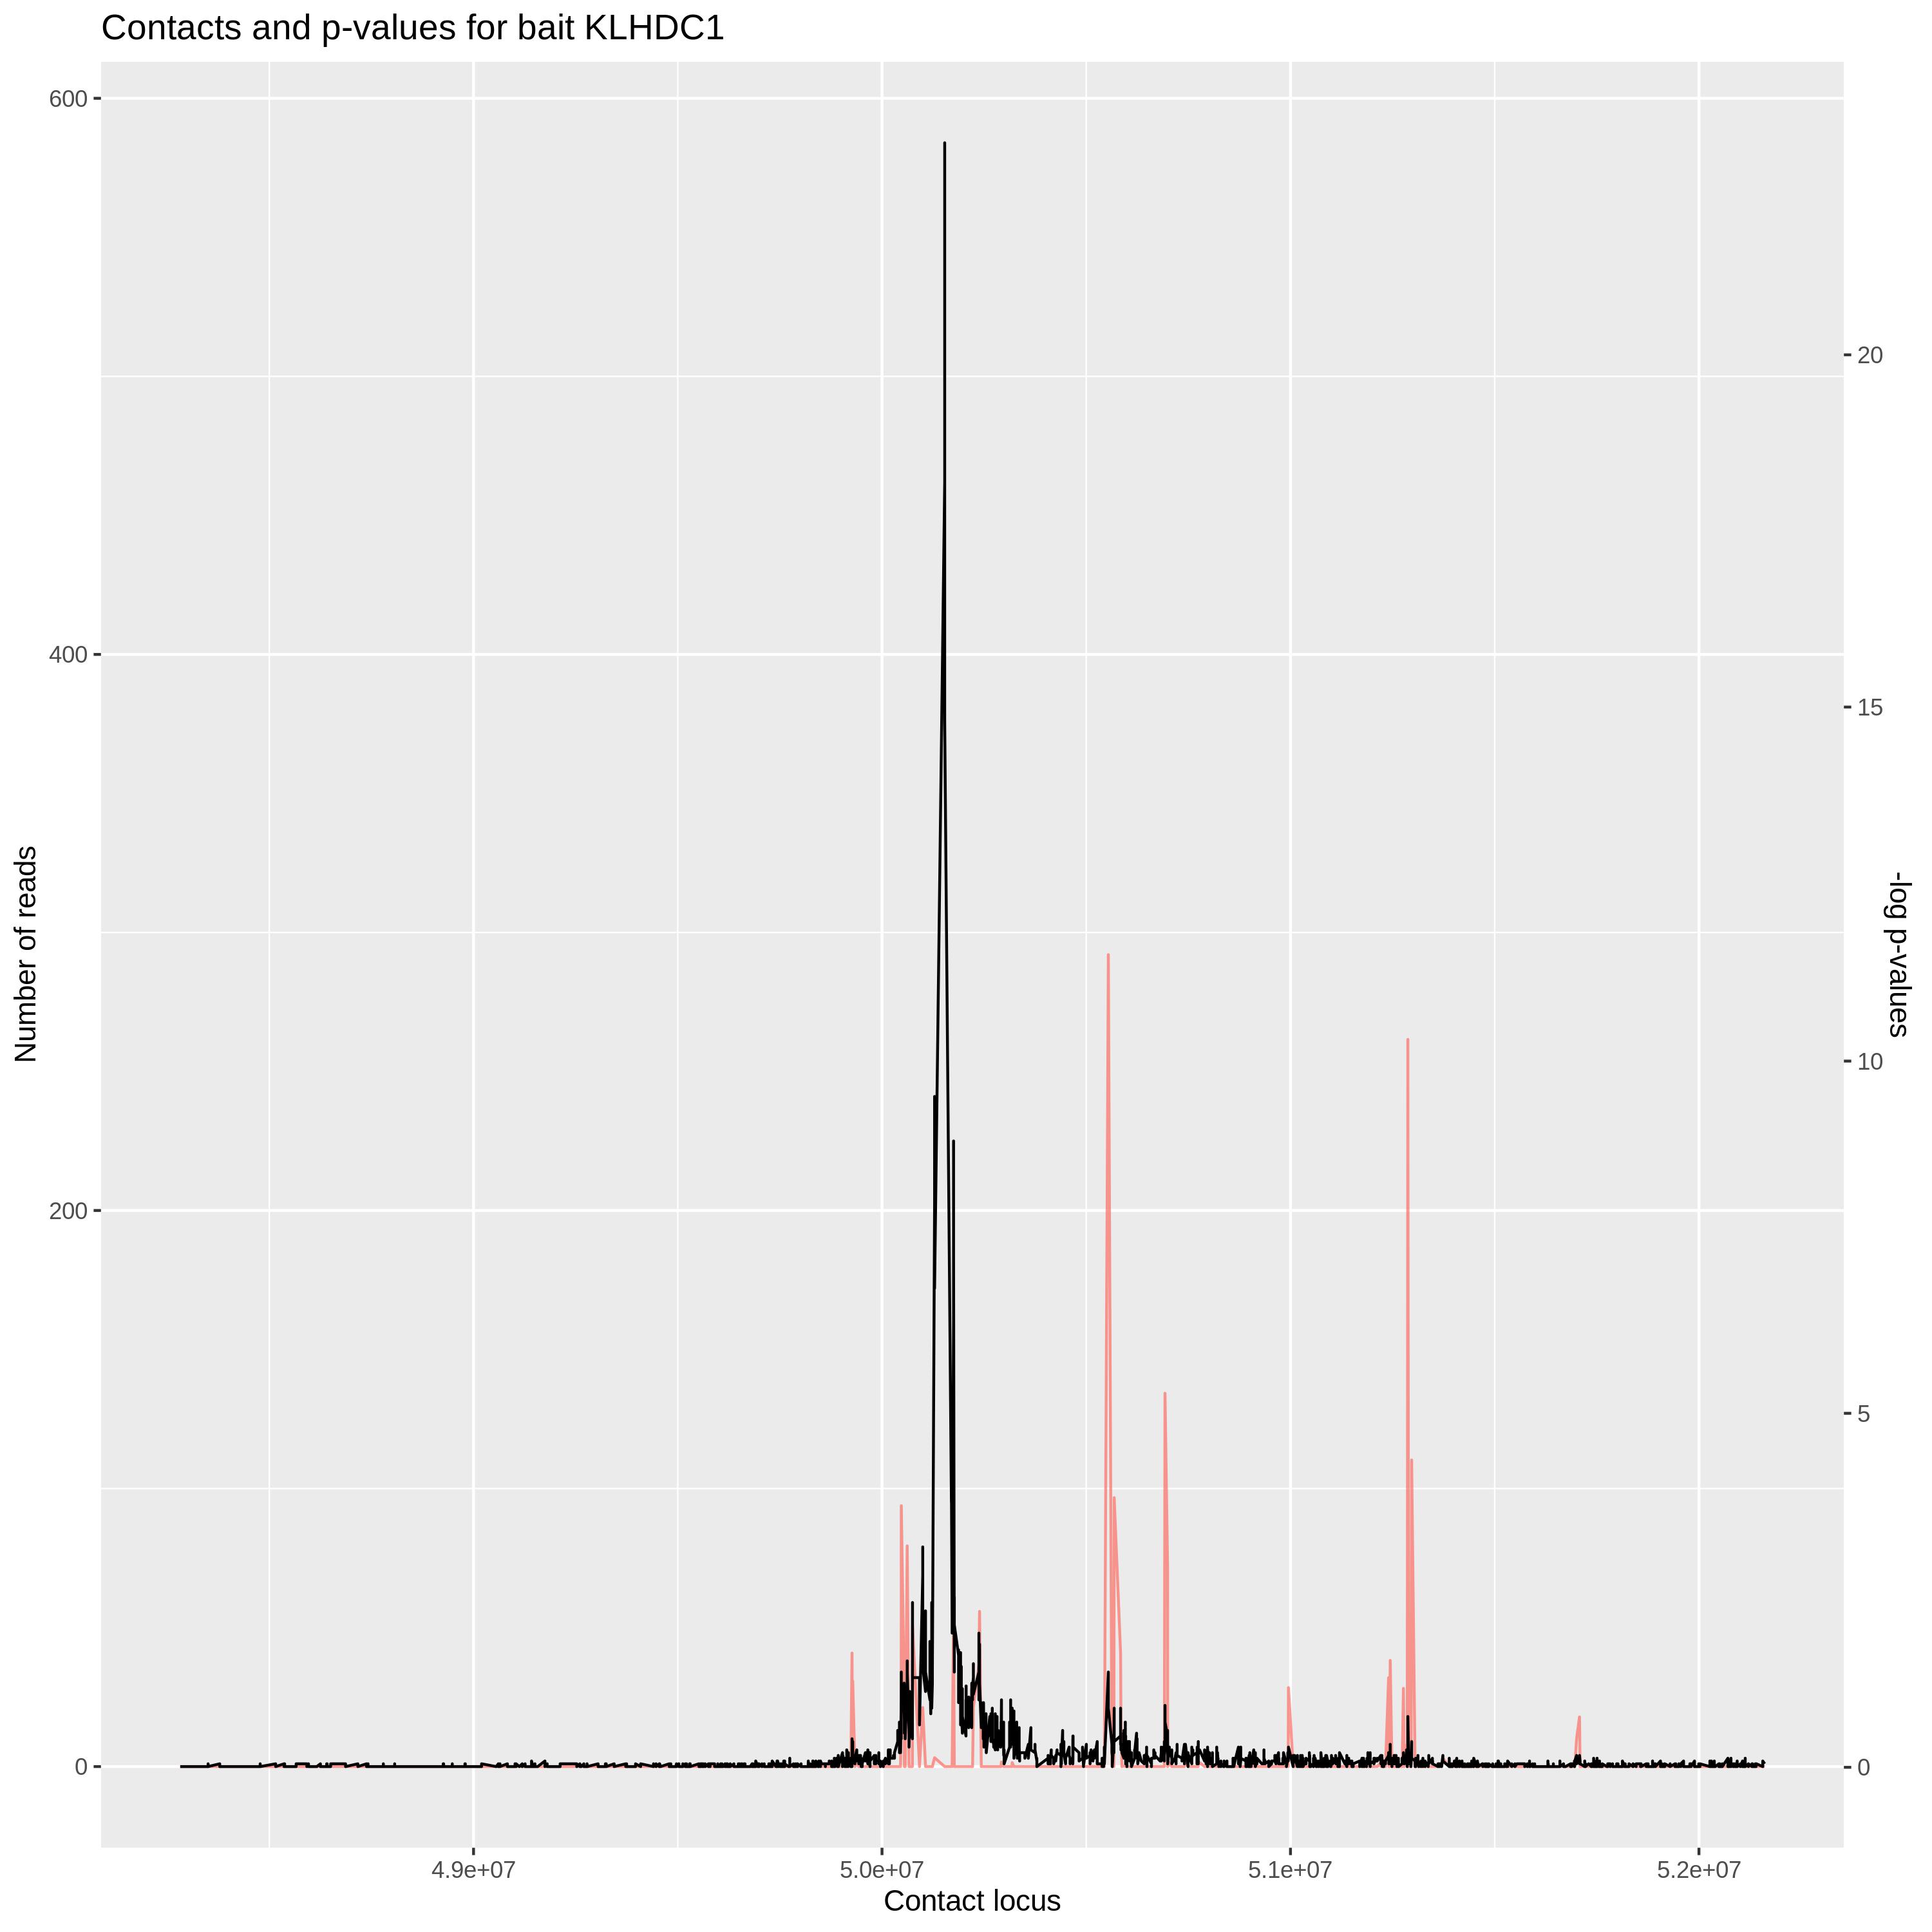 Contacts and p-values for bait KLHDC1
600
400
200
0
20
15
10
5
0
Number of reads
-log p-values
4.9e+07 5.0e+07 5.1e+07 5.2e+07
Contact locus